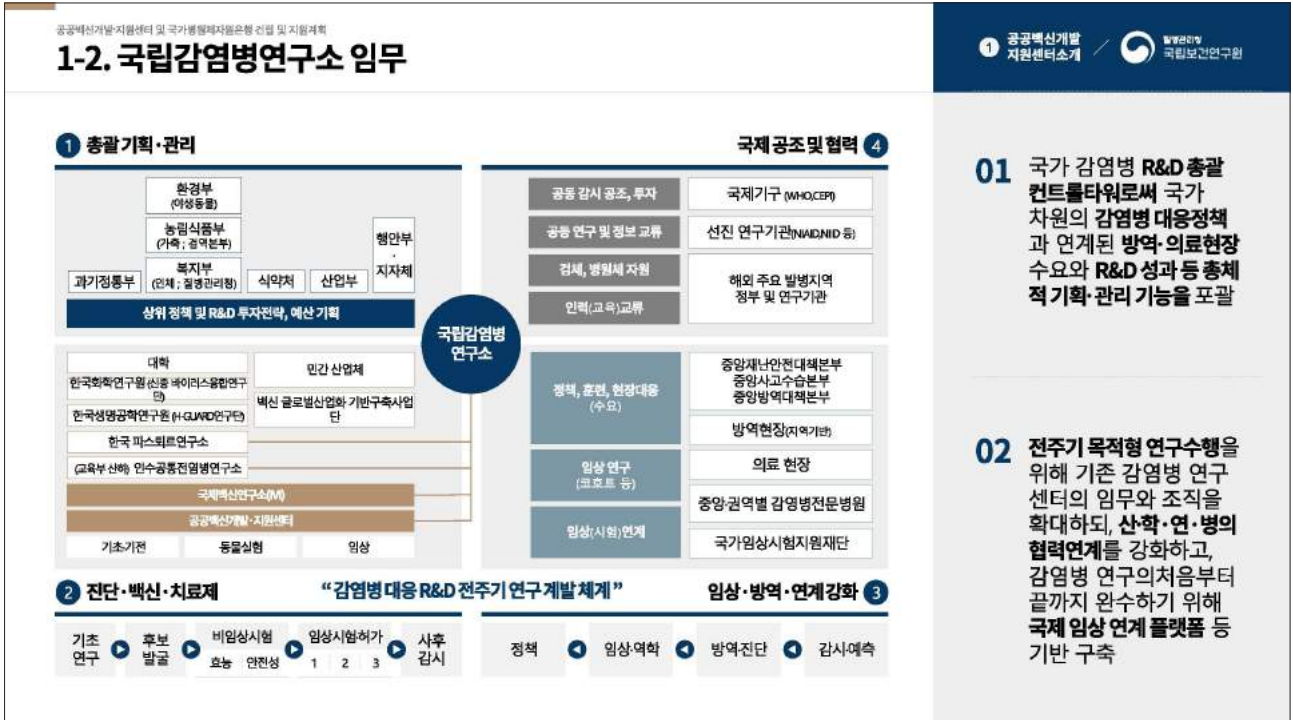 공공백신개발·지원센터 및 국가병원체자원은행 건립 및 지원계획
1-2. 국립감염병연구소 임무
1 공공백신개발
지원센터소개
질병관리청
국립보건연구원
1 총괄 기획·관리
환경부
(야생동물)
농림식품부
(가축 ; 검역본부)
과기정통부
복지부
(인체 ; 질병관리청)
식약처
산업부
행안부
·
지자체
상위 정책 및 R&D 투자전략, 예산 기획
국제 공조 및 협력 4
공동 감시 공조, 투자
국제기구 (WHO,CEPI)
공동 연구 및 정보 교류
선진 연구기관(NIAID,NIID 등)
검체, 병원체 자원
해외 주요 발병지역
정부 및 연구기관
인력(교육)교류
국립감염병
연구소
대학
한국화학연구원(신종 바이러스융합연구
단)
한국생명공학연구원 (H-GUARD연구단)
한국 파스퇴르연구소
(교육부 산하) 인수공통전염병연구소
민간 산업체
백신 글로벌산업화 기반구축사업
단
국제백신연구소(IVI)
공공백신개발·지원센터
기초기전
동물실험
임상
정책, 훈련, 현장대응
(수요)
중앙재난안전대책본부
중앙사고수습본부
중앙방역대책본부
방역현장(지역기반)
임상 연구
(코호트 등)
의료 현장
중앙·권역별 감염병전문병원
임상(시험)연계
국가임상시험지원재단
2 진단·백신·치료제
“감염병 대응 R&D 전주기 연구 계발 체계”
임상·방역·연계강화 3
기초
연구
후보
발굴
비임상시험
효능 안전성
임상시험허가
1 2 3
사후
감시
정책
임상·역학
방역·진단
감시·예측
01 국가 감염병 R&D 총괄
컨트롤타워로써 국가
차원의 감염병 대응정책
과 연계된 방역·의료현장
수요와 R&D 성과 등 총체
적 기획·관리 기능을 포괄
02 전주기 목적형 연구수행을
위해 기존 감염병 연구
센터의 임무와 조직을
확대하되, 산·학·연·병의
협력연계를 강화하고,
감염병 연구의처음부터
끝까지 완수하기 위해
국제 임상 연계 플랫폼 등
기반 구축